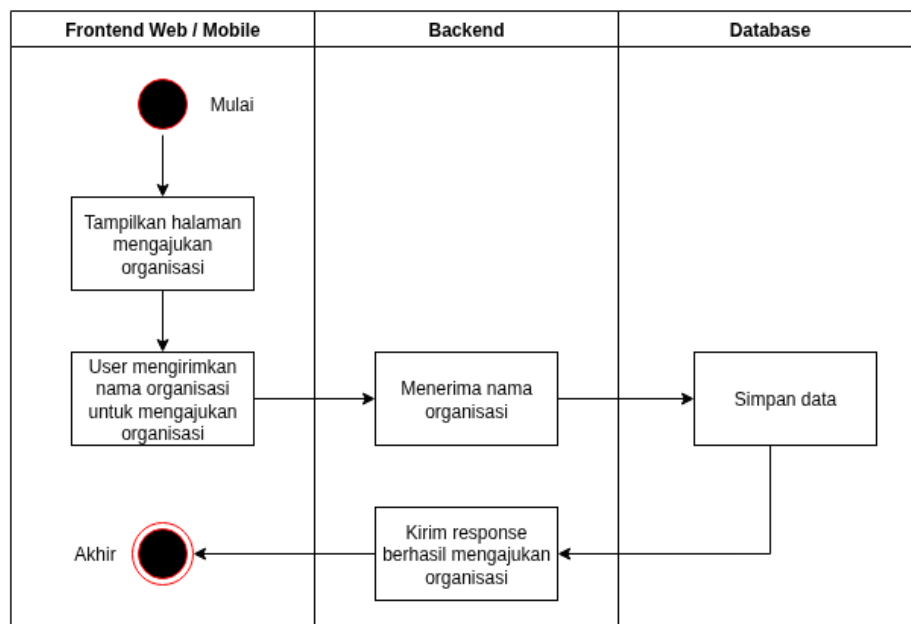 Frontend Web / Mobile
Backend
Database
Mulai
Tampilkan halaman
mengajukan
organisasi
User mengirimkan
nama organisasi
untuk mengajukan
organisasi
Menerima nama
organisasi
Simpan data
Kirim response
berhasil mengajukan
organisasi
Akhir